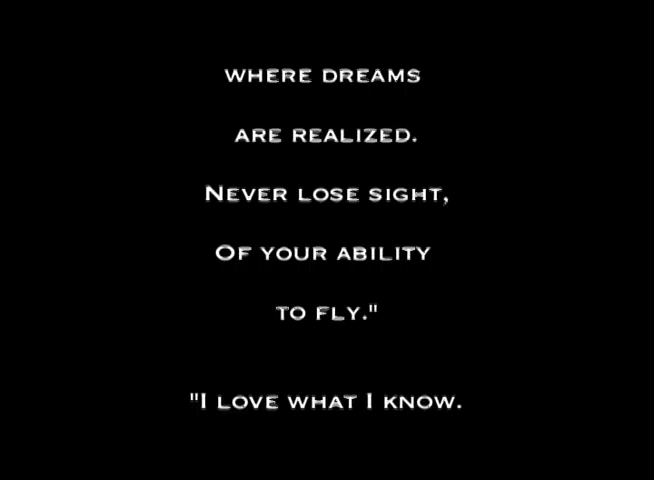 WHERE DREAMS
ARE REALIZED.
NEVER LOSE SIGHT,
OF YOUR ABILITY
TO FLY."
"I LOVE WHAT I KNOW.